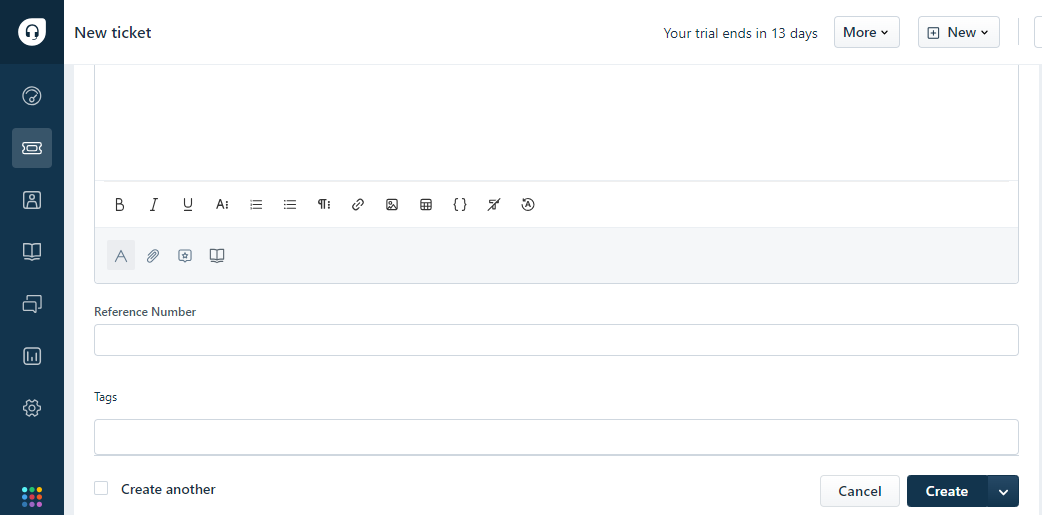 New ticket
Your trial ends in 13 days
More
New
B I U A
Reference Number
Tags
Create another
Cancel
Create